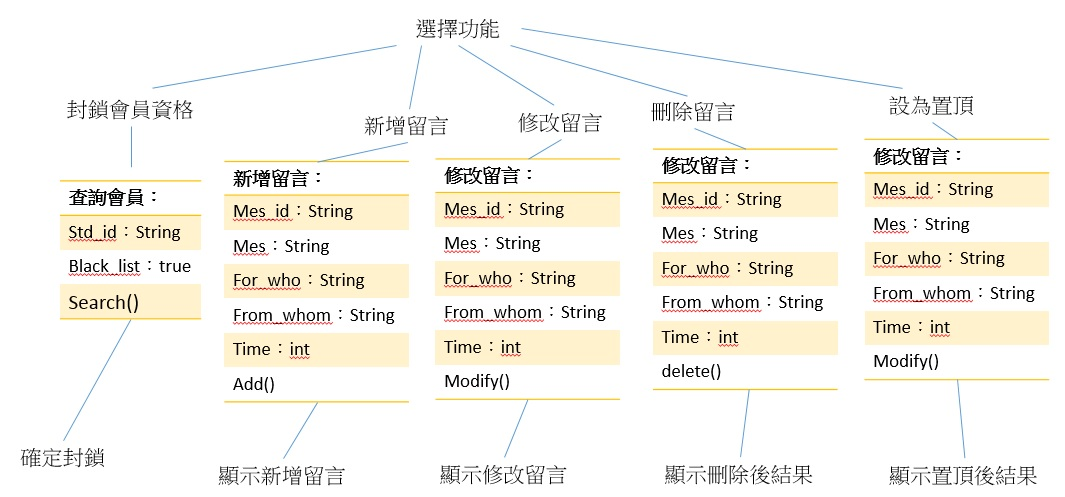 選擇功能
封鎖會員資格
新增留言
修改留言
刪除留言
設為置頂
查詢會員：
Std_id：String
Black_list：true
Search()
確定封鎖
新增留言：
Mes_id：String
Mes：String
For_who：String
From_whom：String
Time：int
Add()
顯示新增留言
修改留言：
Mes_id：String
Mes：String
For_who：String
From_whom：String
Time：int
Modify()
顯示修改留言
修改留言：
Mes_id：String
Mes：String
For_who：String
From_whom：String
Time：int
delete()
顯示刪除後結果
修改留言：
Mes_id：String
Mes：String
For_who：String
From_whom：String
Time：int
Modify()
顯示置頂後結果